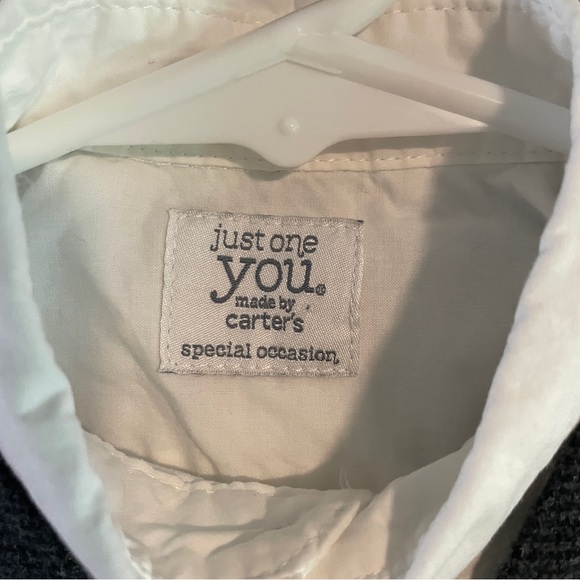 just one
you®
made by
carter's
special occasion